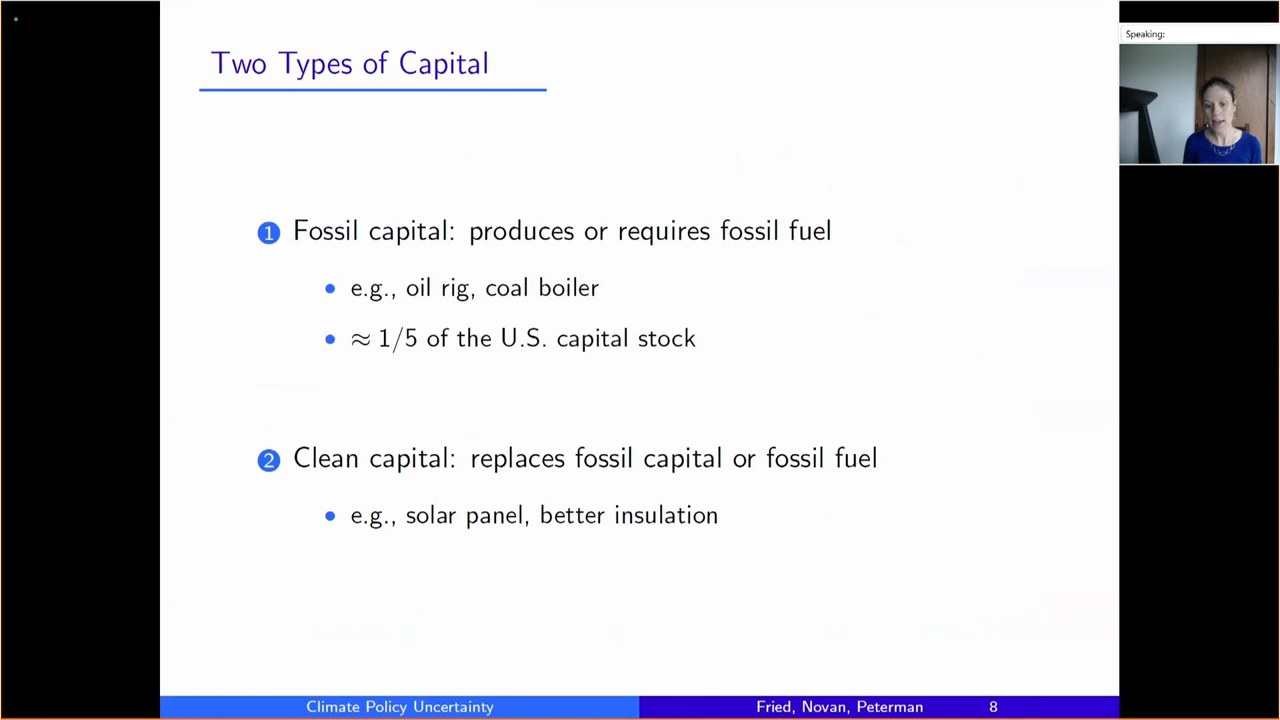 Two Types of Capital
Speaking:
1 Fossil capital: produces or requires fossil fuel
• e.g., oil rig, coal boiler
• ≈ 1/5 of the U.S. capital stock
2 Clean capital: replaces fossil capital or fossil fuel
• e.g., solar panel, better insulation
Climate Policy Uncertainty
Fried, Novan, Peterman 8